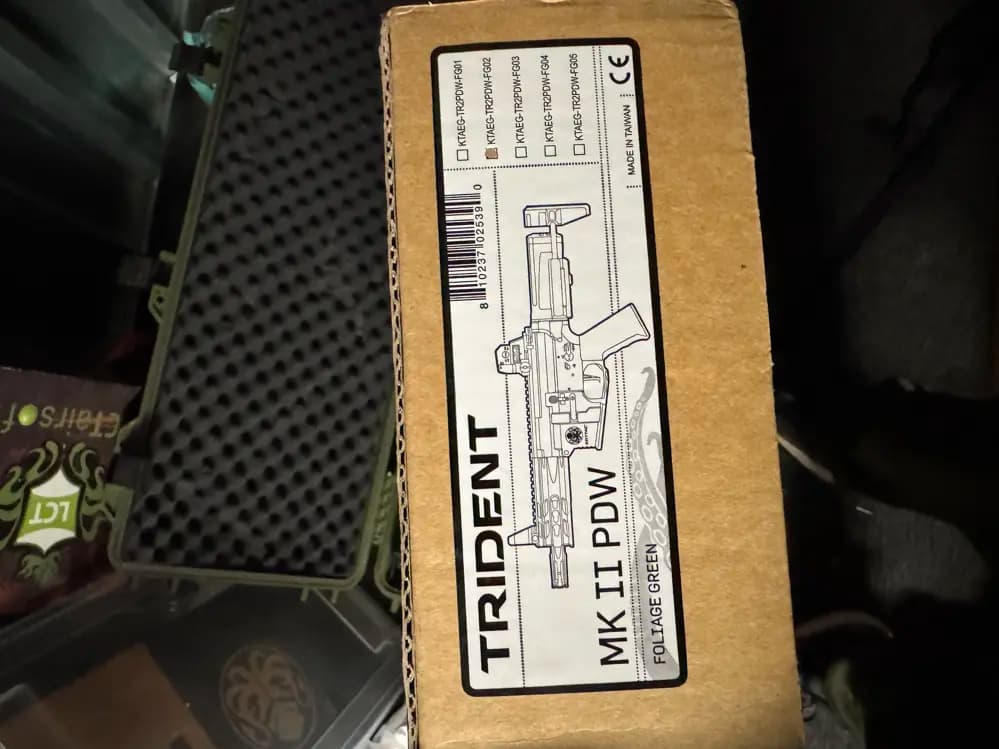 TRIDENT
MK II PDW
FOLIAGE GREEN
8 10237 02539 0
KTAEG-TR2PDW-FG01
KTAEG-TR2PDW-FG02
KTAEG-TR2PDW-FG03
KTAEG-TR2PDW-FG04
KTAEG-TR2PDW-FG05
MADE IN TAIWAN
CE
LCT